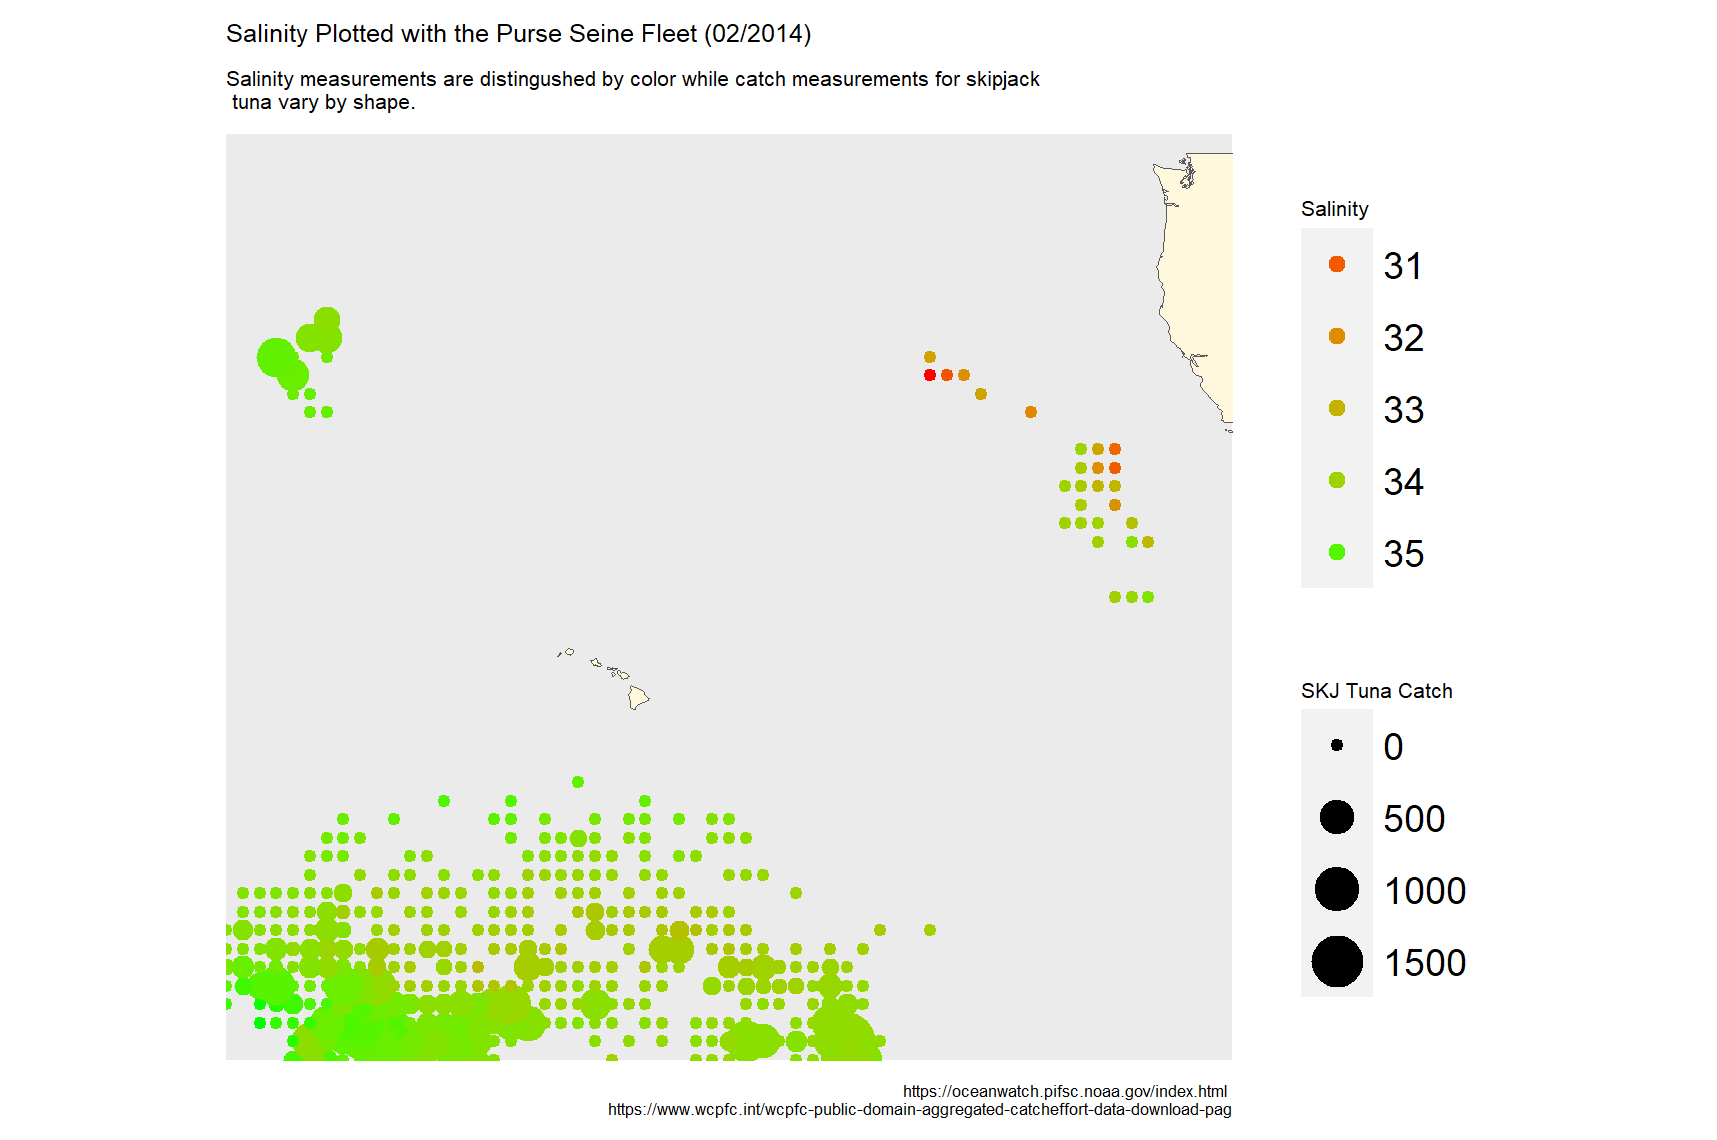 Salinity Plotted with the Purse Seine Fleet (02/2014)
Salinity measurements are distingushed by color while catch measurements for skipjack
tuna vary by shape.
Salinity
31
32
33
34
35
SKJ Tuna Catch
0
500
1000
1500
https://oceanwatch.pifsc.noaa.gov/index.html
https://www.wcpfc.int/wcpfc-public-domain-aggregated-catcheffort-data-download-pag